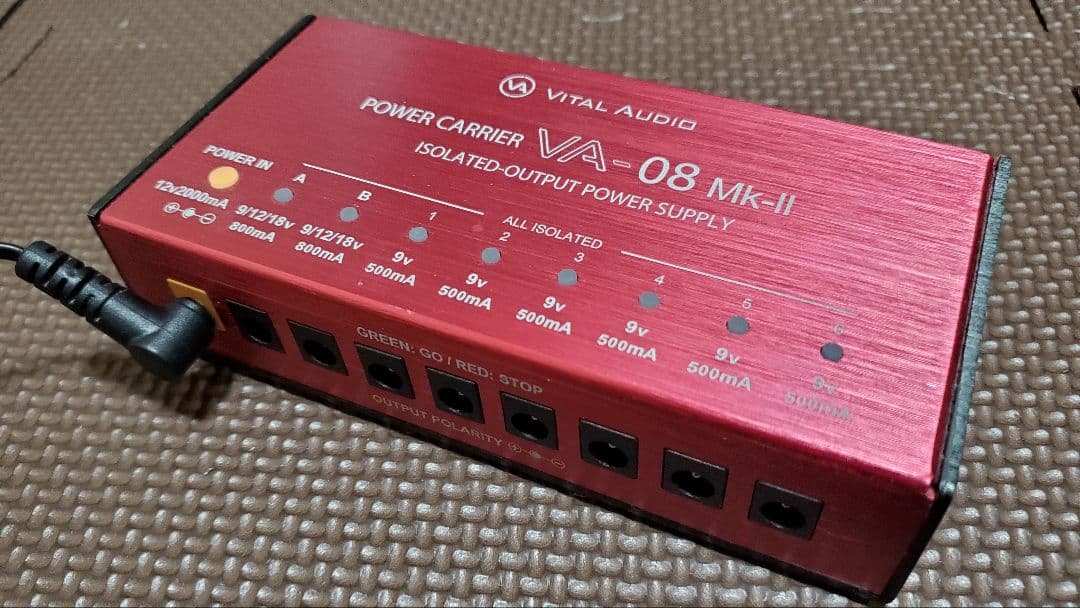 VA VITAL AUDIO
POWER CARRIER VA-08 Mk-II
ISOLATED-OUTPUT POWER SUPPLY
POWER IN
12v2000mA
A
9/12/18v
800mA
B
9/12/18v
800mA
ALL ISOLATED
1
9v
500mA
2
9v
500mA
3
9v
500mA
4
9v
500mA
5
9v
500mA
6
9v
500mA
GREEN: GO / RED: STOP
OUTPUT POLARITY